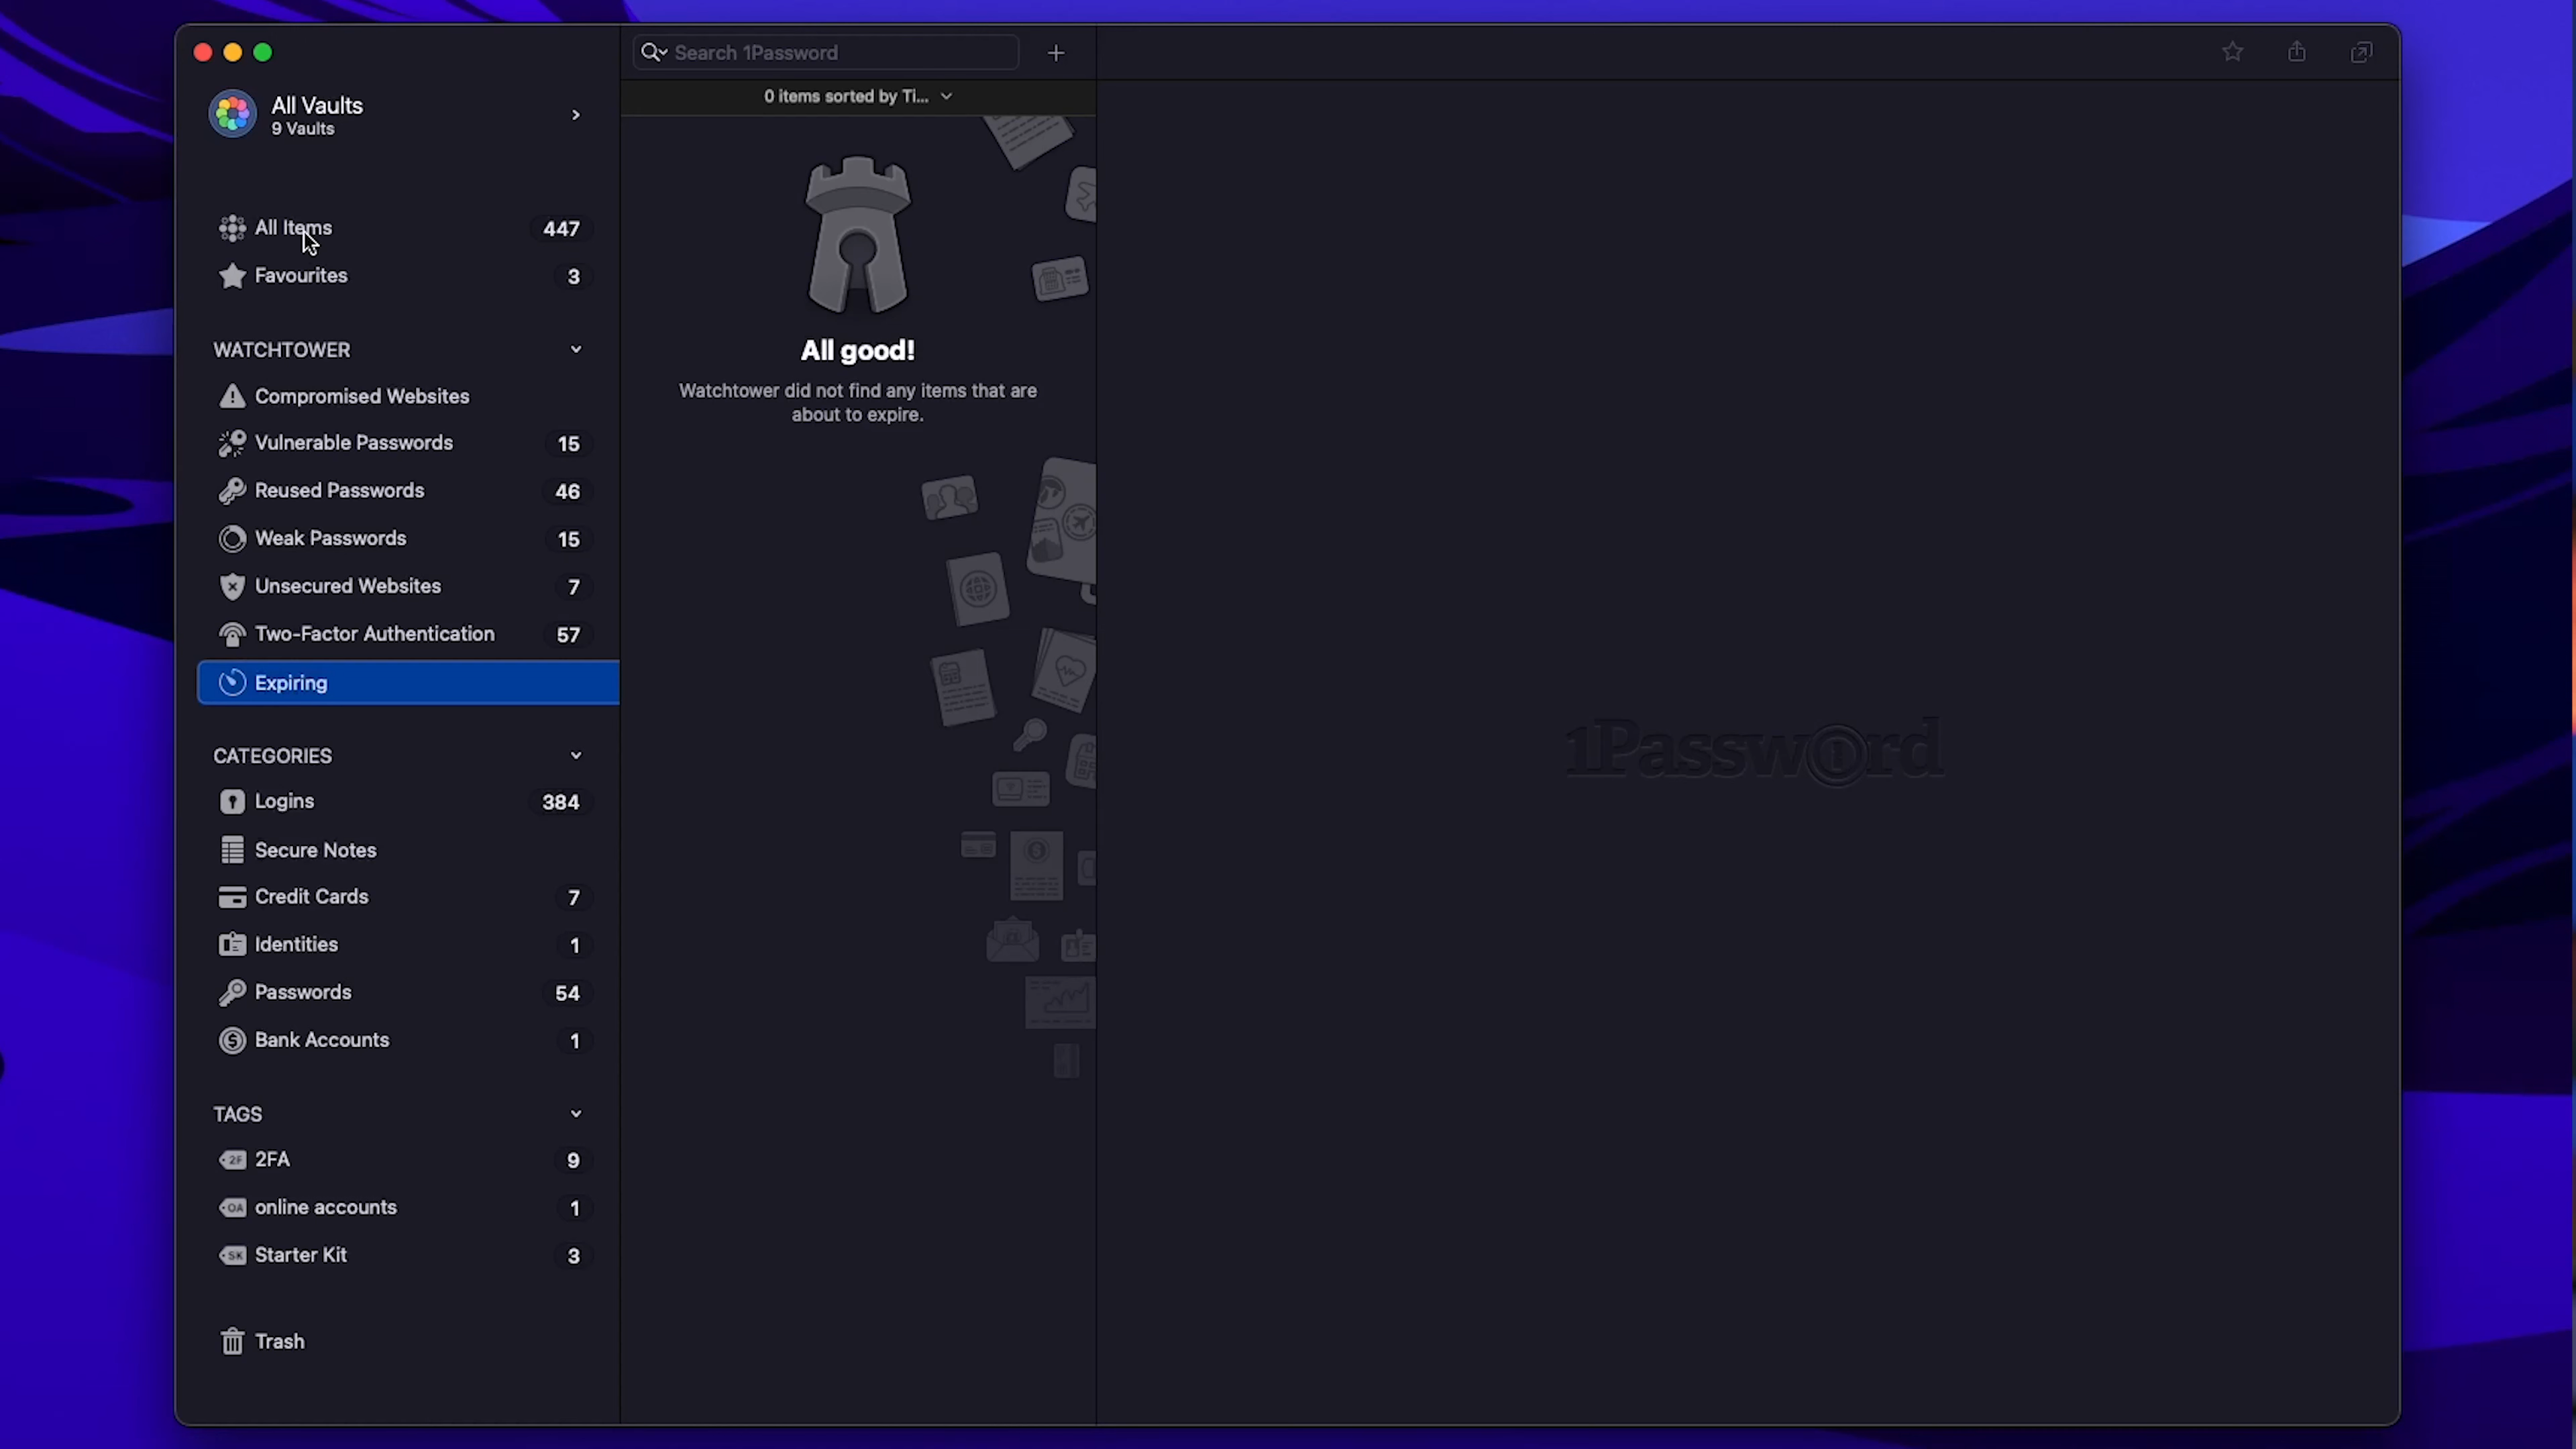 Search 1Password
All Vaults
9 Vaults
0 items sorted by Ti...
All Items 447
Favourites 3
WATCHTOWER
Compromised Websites
Vulnerable Passwords 15
Reused Passwords 46
Weak Passwords 15
Unsecured Websites 7
Two-Factor Authentication 57
Expiring
CATEGORIES
Logins 384
Secure Notes
Credit Cards 7
Identities 1
Passwords 54
Bank Accounts 1
TAGS
2F 2FA 9
OA online accounts 1
SK Starter Kit 3
Trash
All good!
Watchtower did not find any items that are
about to expire.
1Password